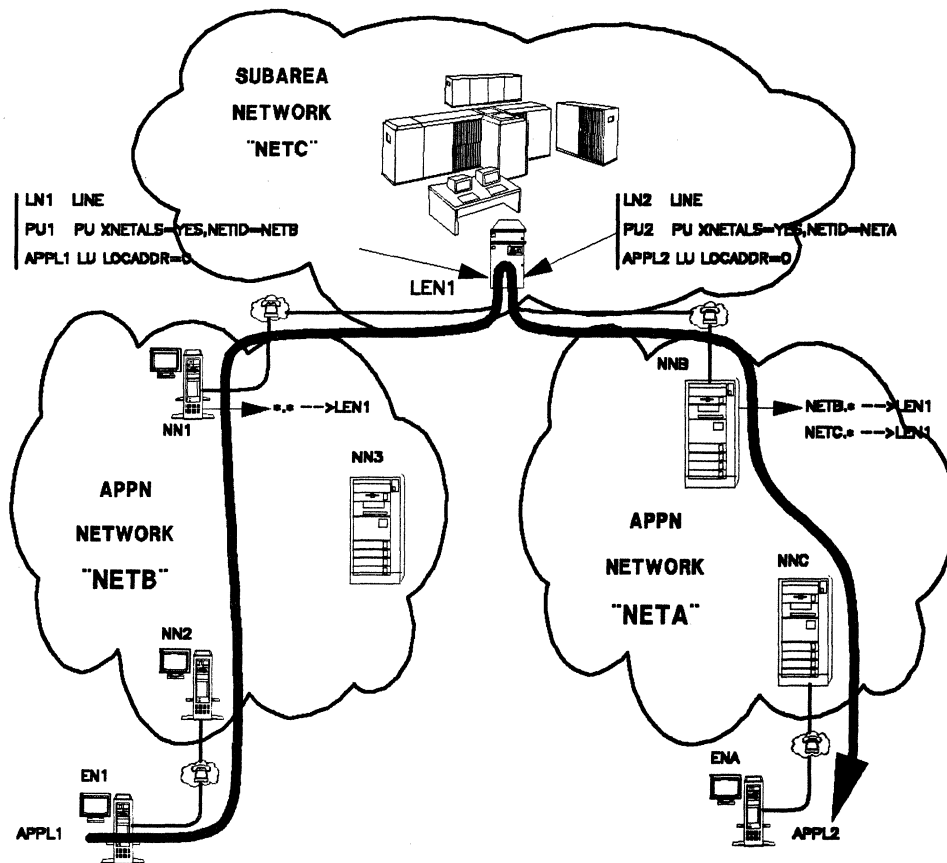 SUBAREA
NETWORK
"NETC"
LN1 LINE
PU1 PU XNETALS=YES,NETID=NETB
APPL1 LU LOCADDR=0
LN2 LINE
PU2 PU XNETALS=YES,NETID=NETA
APPL2 LU LOCADDR=0
LEN1
NN1
*.* --->LEN1
NNB
NETB.* --->LEN1
NETC.* --->LEN1
NN3
APPN
NETWORK
"NETB"
APPN
NETWORK
"NETA"
NNC
NN2
EN1
APPL1
ENA
APPL2